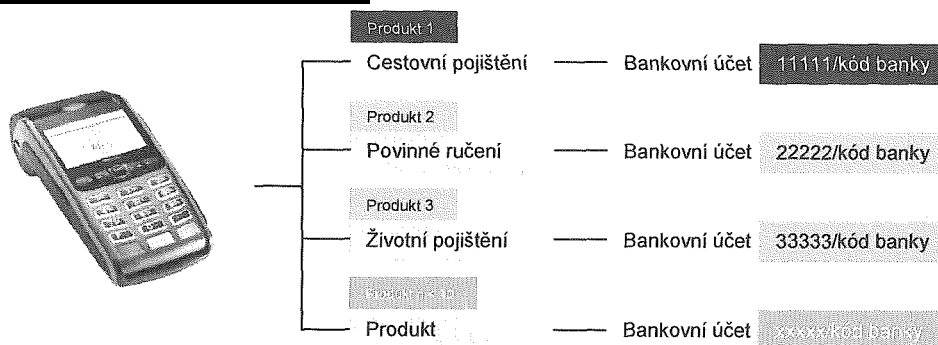 Produkt 1
Cestovní pojištění Bankovní účet 11111/kód banky
Produkt 2
Povinné ručení Bankovní účet 22222/kód banky
Produkt 3
Životní pojištění Bankovní účet 33333/kód banky
Produkt Bankovní účet xxxxx/kód banky